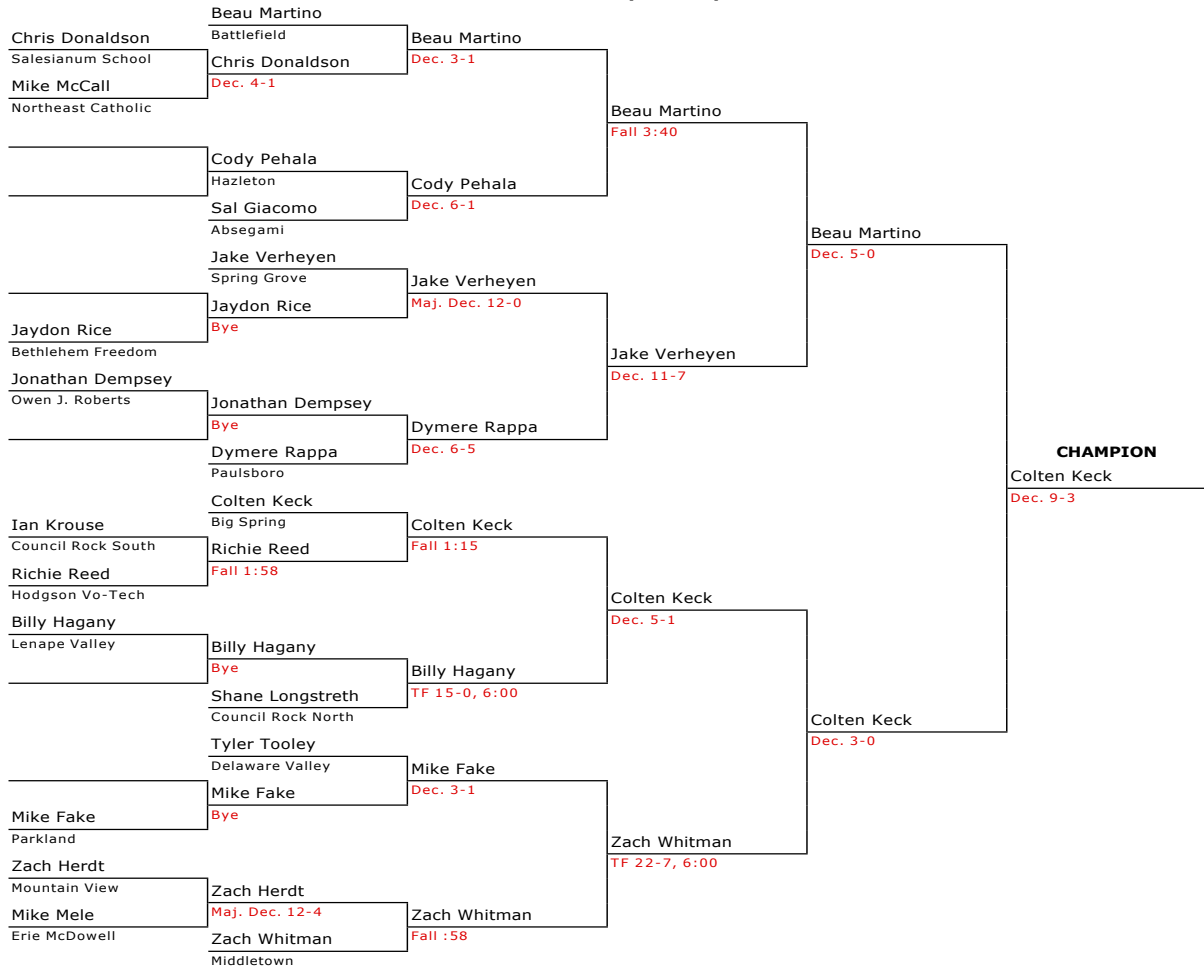 Beau Martino
Chris Donaldson
Battlefield
Beau Martino
Salesianum School
Chris Donaldson
Dec. 3-1
Mike McCall
Dec. 4-1
Northeast Catholic
Beau Martino
Fall 3:40
Cody Pehala
Hazleton
Cody Pehala
Sal Giacomo
Dec. 6-1
Absegami
Beau Martino
Dec. 5-0
Jake Verheyen
Spring Grove
Jake Verheyen
Jaydon Rice
Maj. Dec. 12-0
Jaydon Rice
Bye
Bethlehem Freedom
Jake Verheyen
Dec. 11-7
Jonathan Dempsey
Owen J. Roberts
Jonathan Dempsey
Bye
Dymere Rappa
Dymere Rappa
Dec. 6-5
Paulsboro
CHAMPION
Colten Keck
Dec. 9-3
Colten Keck
Ian Krouse
Big Spring
Colten Keck
Council Rock South
Richie Reed
Fall 1:15
Richie Reed
Fall 1:58
Hodgson Vo-Tech
Colten Keck
Dec. 5-1
Billy Hagany
Lenape Valley
Billy Hagany
Bye
Billy Hagany
Shane Longstreth
TF 15-0, 6:00
Council Rock North
Colten Keck
Dec. 3-0
Tyler Tooley
Delaware Valley
Mike Fake
Mike Fake
Dec. 3-1
Mike Fake
Bye
Parkland
Zach Whitman
TF 22-7, 6:00
Zach Herdt
Mountain View
Zach Herdt
Mike Mele
Maj. Dec. 12-4
Zach Whitman
Erie McDowell
Zach Whitman
Fall :58
Middletown